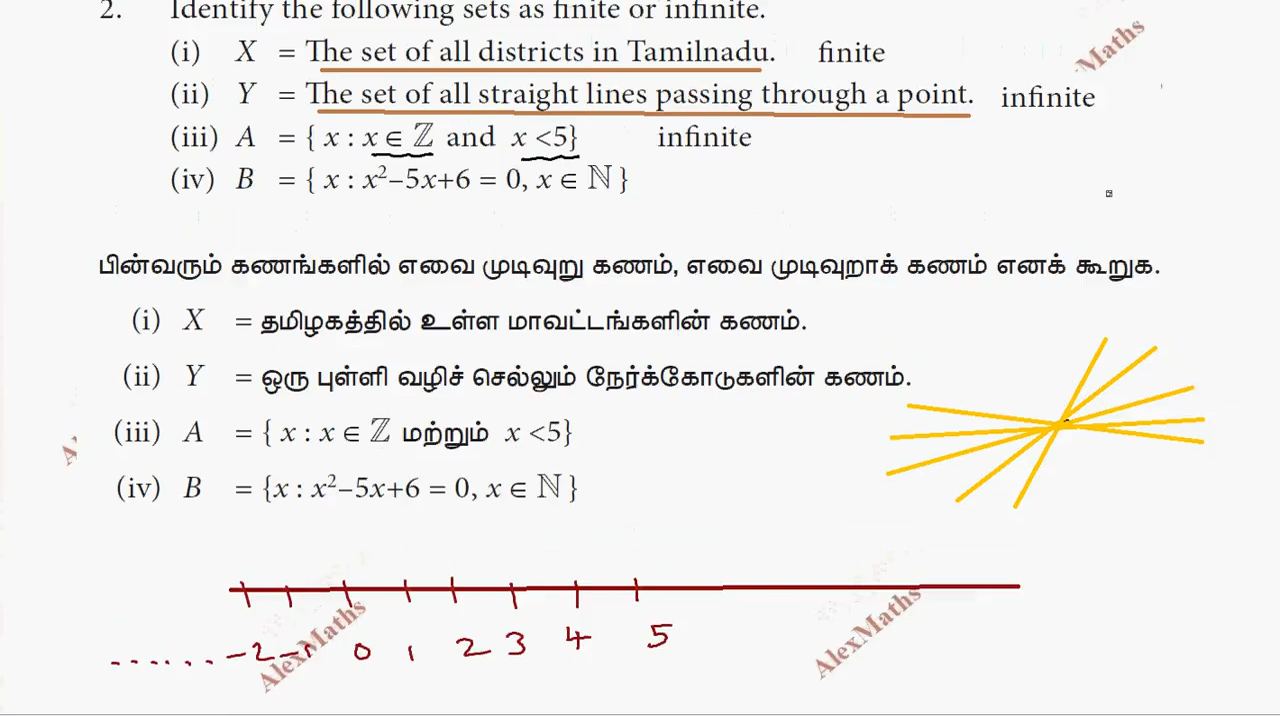 2. Identify the following sets as finite or infinite.
(i) X = The set of all districts in Tamilnadu. finite
(ii) Y = The set of all straight lines passing through a point. infinite
(iii) A = { x : x ∈ ℤ and x <5} infinite
(iv) B = { x : x²–5x+6 = 0, x ∈ ℕ }
பின்வரும் கணங்களில் எவை முடிவுறு கணம், எவை முடிவுறாக் கணம் எனக் கூறுக.
(i) X = தமிழகத்தில் உள்ள மாவட்டங்களின் கணம்.
(ii) Y = ஒரு புள்ளி வழிச் செல்லும் நேர்க்கோடுகளின் கணம்.
(iii) A = { x : x ∈ ℤ மற்றும் x <5}
(iv) B = {x : x²–5x+6 = 0, x ∈ ℕ }
...... -2 -1 0 1 2 3 4 5
AlexMaths
AlexMaths